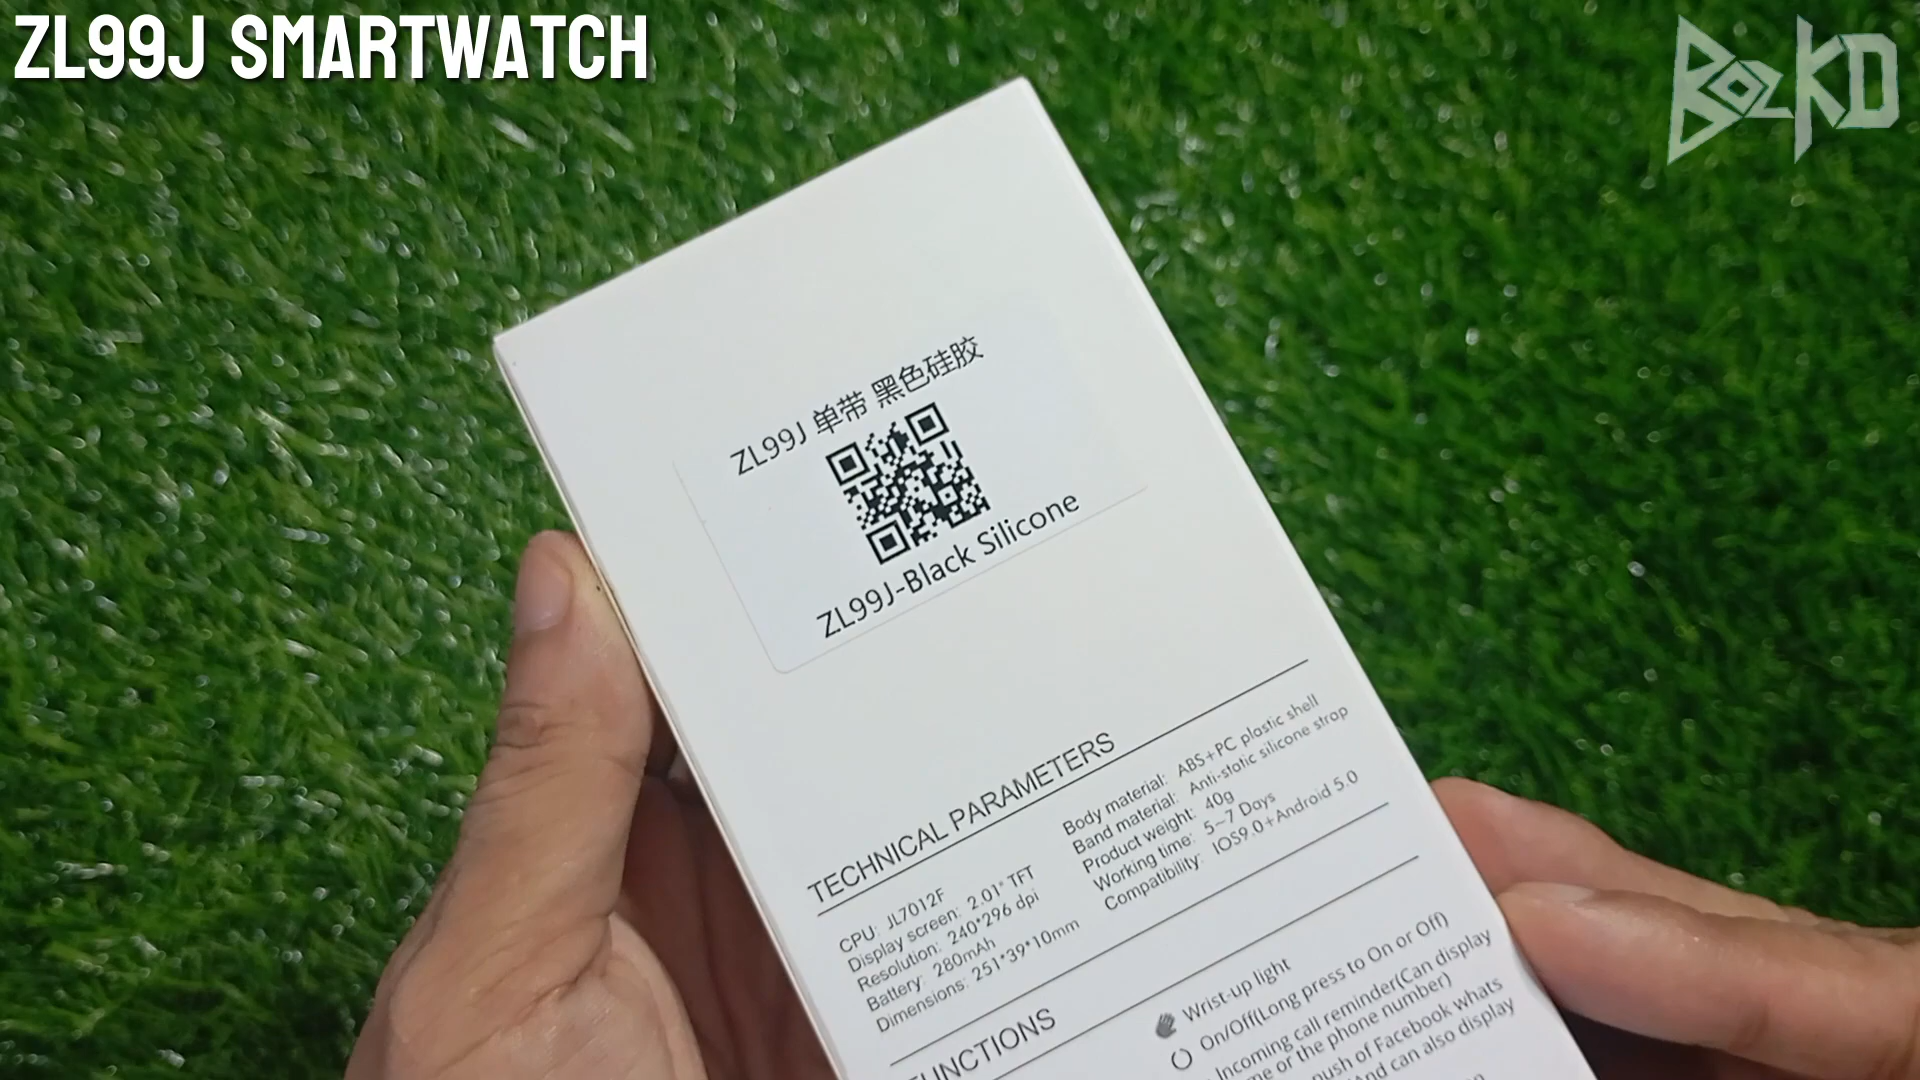 ZL99J SMARTWATCH
BOZKD
ZL99J 单带 黑色硅胶
ZL99J-Black Silicone
TECHNICAL PARAMETERS
CPU: JL7012F
Display screen: 2.01" TFT
Resolution: 240*296 dpi
Battery: 280mAh
Dimensions: 251*39*10mm
Body material: ABS+PC plastic shell
Band material: Anti-static silicone strap
Product weight: 40g
Working time: 5~7 Days
Compatibility: IOS9.0+Android 5.0
UNCTIONS
Wrist-up light
On/Off(Long press to On or Off)
Incoming call reminder(Can display
me or the phone number)
push of Facebook whats
And can also display